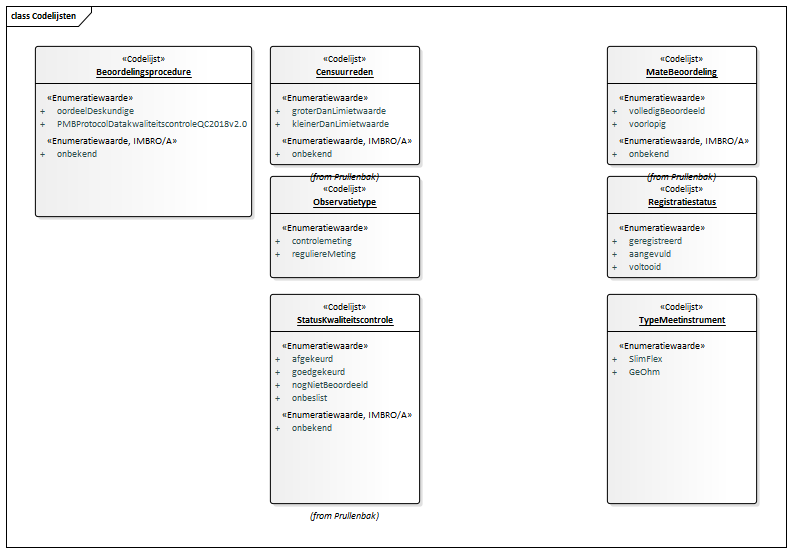 class Codelijsten
«Codelijst»
Beoordelingsprocedure
«Enumeratiewaarde»
+ oordeelDeskundige
+ PMBProtocolDatakwaliteitscontroleQC2018v2.0
«Enumeratiewaarde, IMBRO/A»
+ onbekend
«Codelijst»
Censuurreden
«Enumeratiewaarde»
+ groterDanLimietwaarde
+ kleinerDanLimietwaarde
«Enumeratiewaarde, IMBRO/A»
+ onbekend
(from Prullenbak)
«Codelijst»
MateBeoordeling
«Enumeratiewaarde»
+ volledigBeoordeeld
+ voorlopig
«Enumeratiewaarde, IMBRO/A»
+ onbekend
(from Prullenbak)
«Codelijst»
Observatietype
«Enumeratiewaarde»
+ controlemeting
+ reguliereMeting
«Codelijst»
Registratiestatus
«Enumeratiewaarde»
+ geregistreerd
+ aangevuld
+ voltooid
«Codelijst»
StatusKwaliteitscontrole
«Enumeratiewaarde»
+ afgekeurd
+ goedgekeurd
+ nogNietBeoordeeld
+ onbeslist
«Enumeratiewaarde, IMBRO/A»
+ onbekend
(from Prullenbak)
«Codelijst»
TypeMeetinstrument
«Enumeratiewaarde»
+ SlimFlex
+ GeOhm